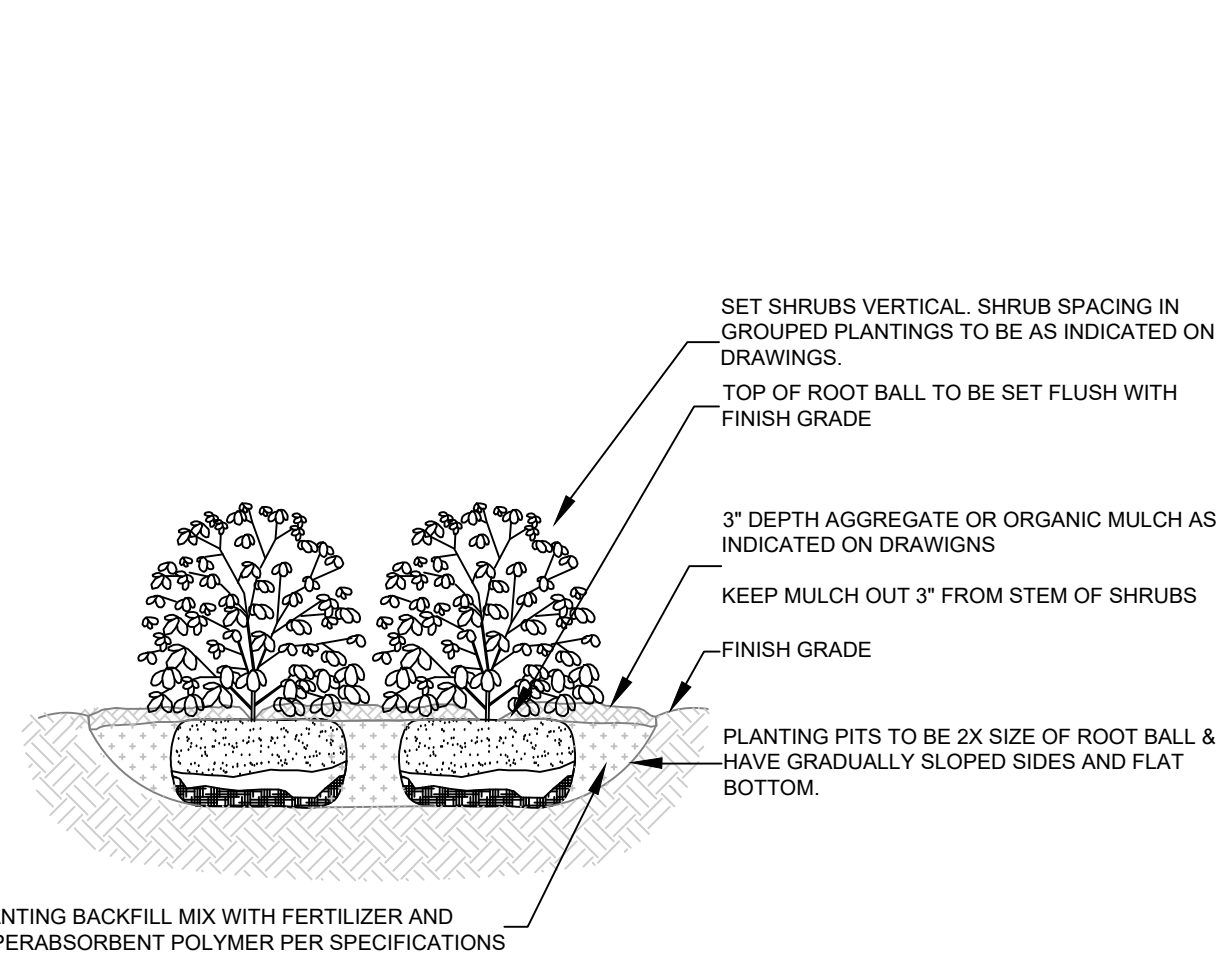 SET SHRUBS VERTICAL. SHRUB SPACING IN
GROUPED PLANTINGS TO BE AS INDICATED ON
DRAWINGS.
TOP OF ROOT BALL TO BE SET FLUSH WITH
FINISH GRADE
3" DEPTH AGGREGATE OR ORGANIC MULCH AS
INDICATED ON DRAWIGNS
KEEP MULCH OUT 3" FROM STEM OF SHRUBS
FINISH GRADE
PLANTING PITS TO BE 2X SIZE OF ROOT BALL &
HAVE GRADUALLY SLOPED SIDES AND FLAT
BOTTOM.
ANTING BACKFILL MIX WITH FERTILIZER AND
PERABSORBENT POLYMER PER SPECIFICATIONS